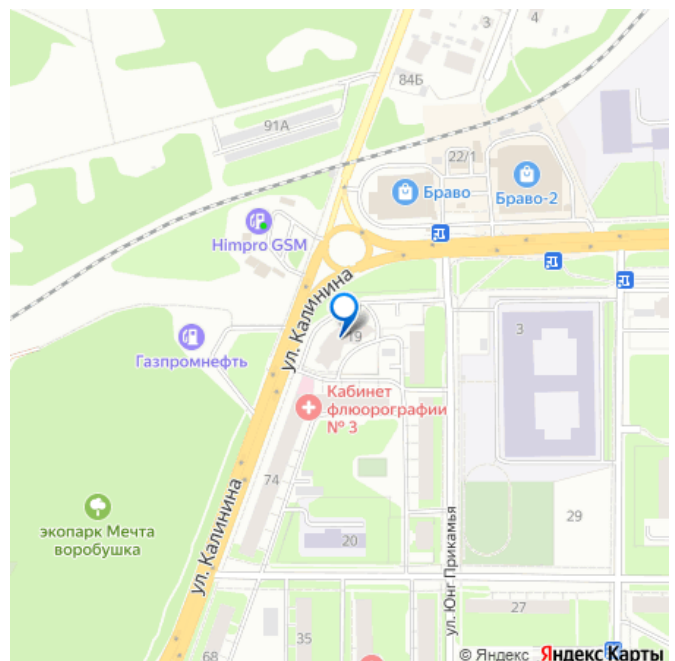 3
4
84Б
91А
22/1
Браво
Браво-2
Himpro GSM
ул. Калинина
19
3
Газпромнефть
Кабинет
флюорографии
№ 3
74
экопарк Мечта
воробушка
ул. Калинина
20
29
ул. Юнг Прикамья
27
35
68
© Яндекс Яндекс Карты